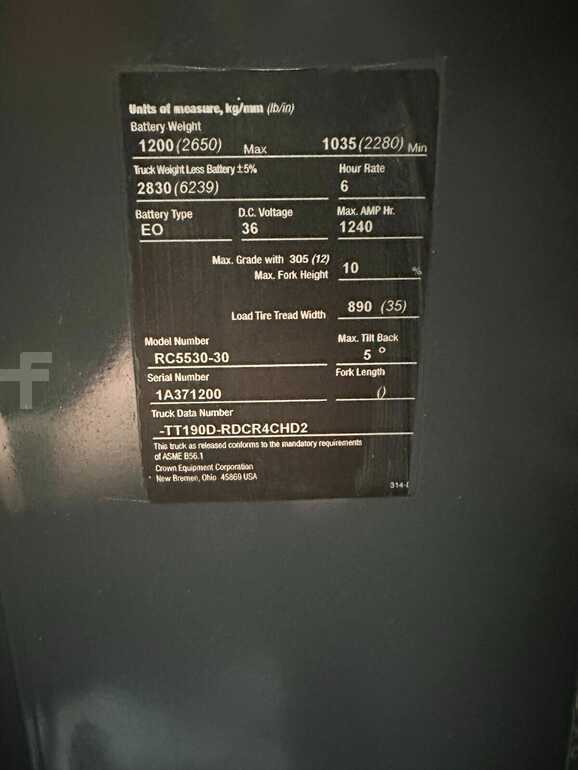 Units of measure, kg/mm (lb/in)
Battery Weight
1200 (2650) Max 1035 (2280) Min
Truck Weight Less Battery ±5% Hour Rate
2830 (6239) 6
Battery Type D.C. Voltage Max. AMP Hr.
EO 36 1240
Max. Grade with 305 (12)
Max. Fork Height 10 %
Load Tire Tread Width 890 (35)
Model Number Max. Tilt Back
RC5530-30 5 °
Serial Number Fork Length
1A371200 ()
Truck Data Number
-TT190D-RDCR4CHD2
This truck as released conforms to the mandatory requirements
of ASME B56.1
Crown Equipment Corporation
New Bremen, Ohio 45869 USA